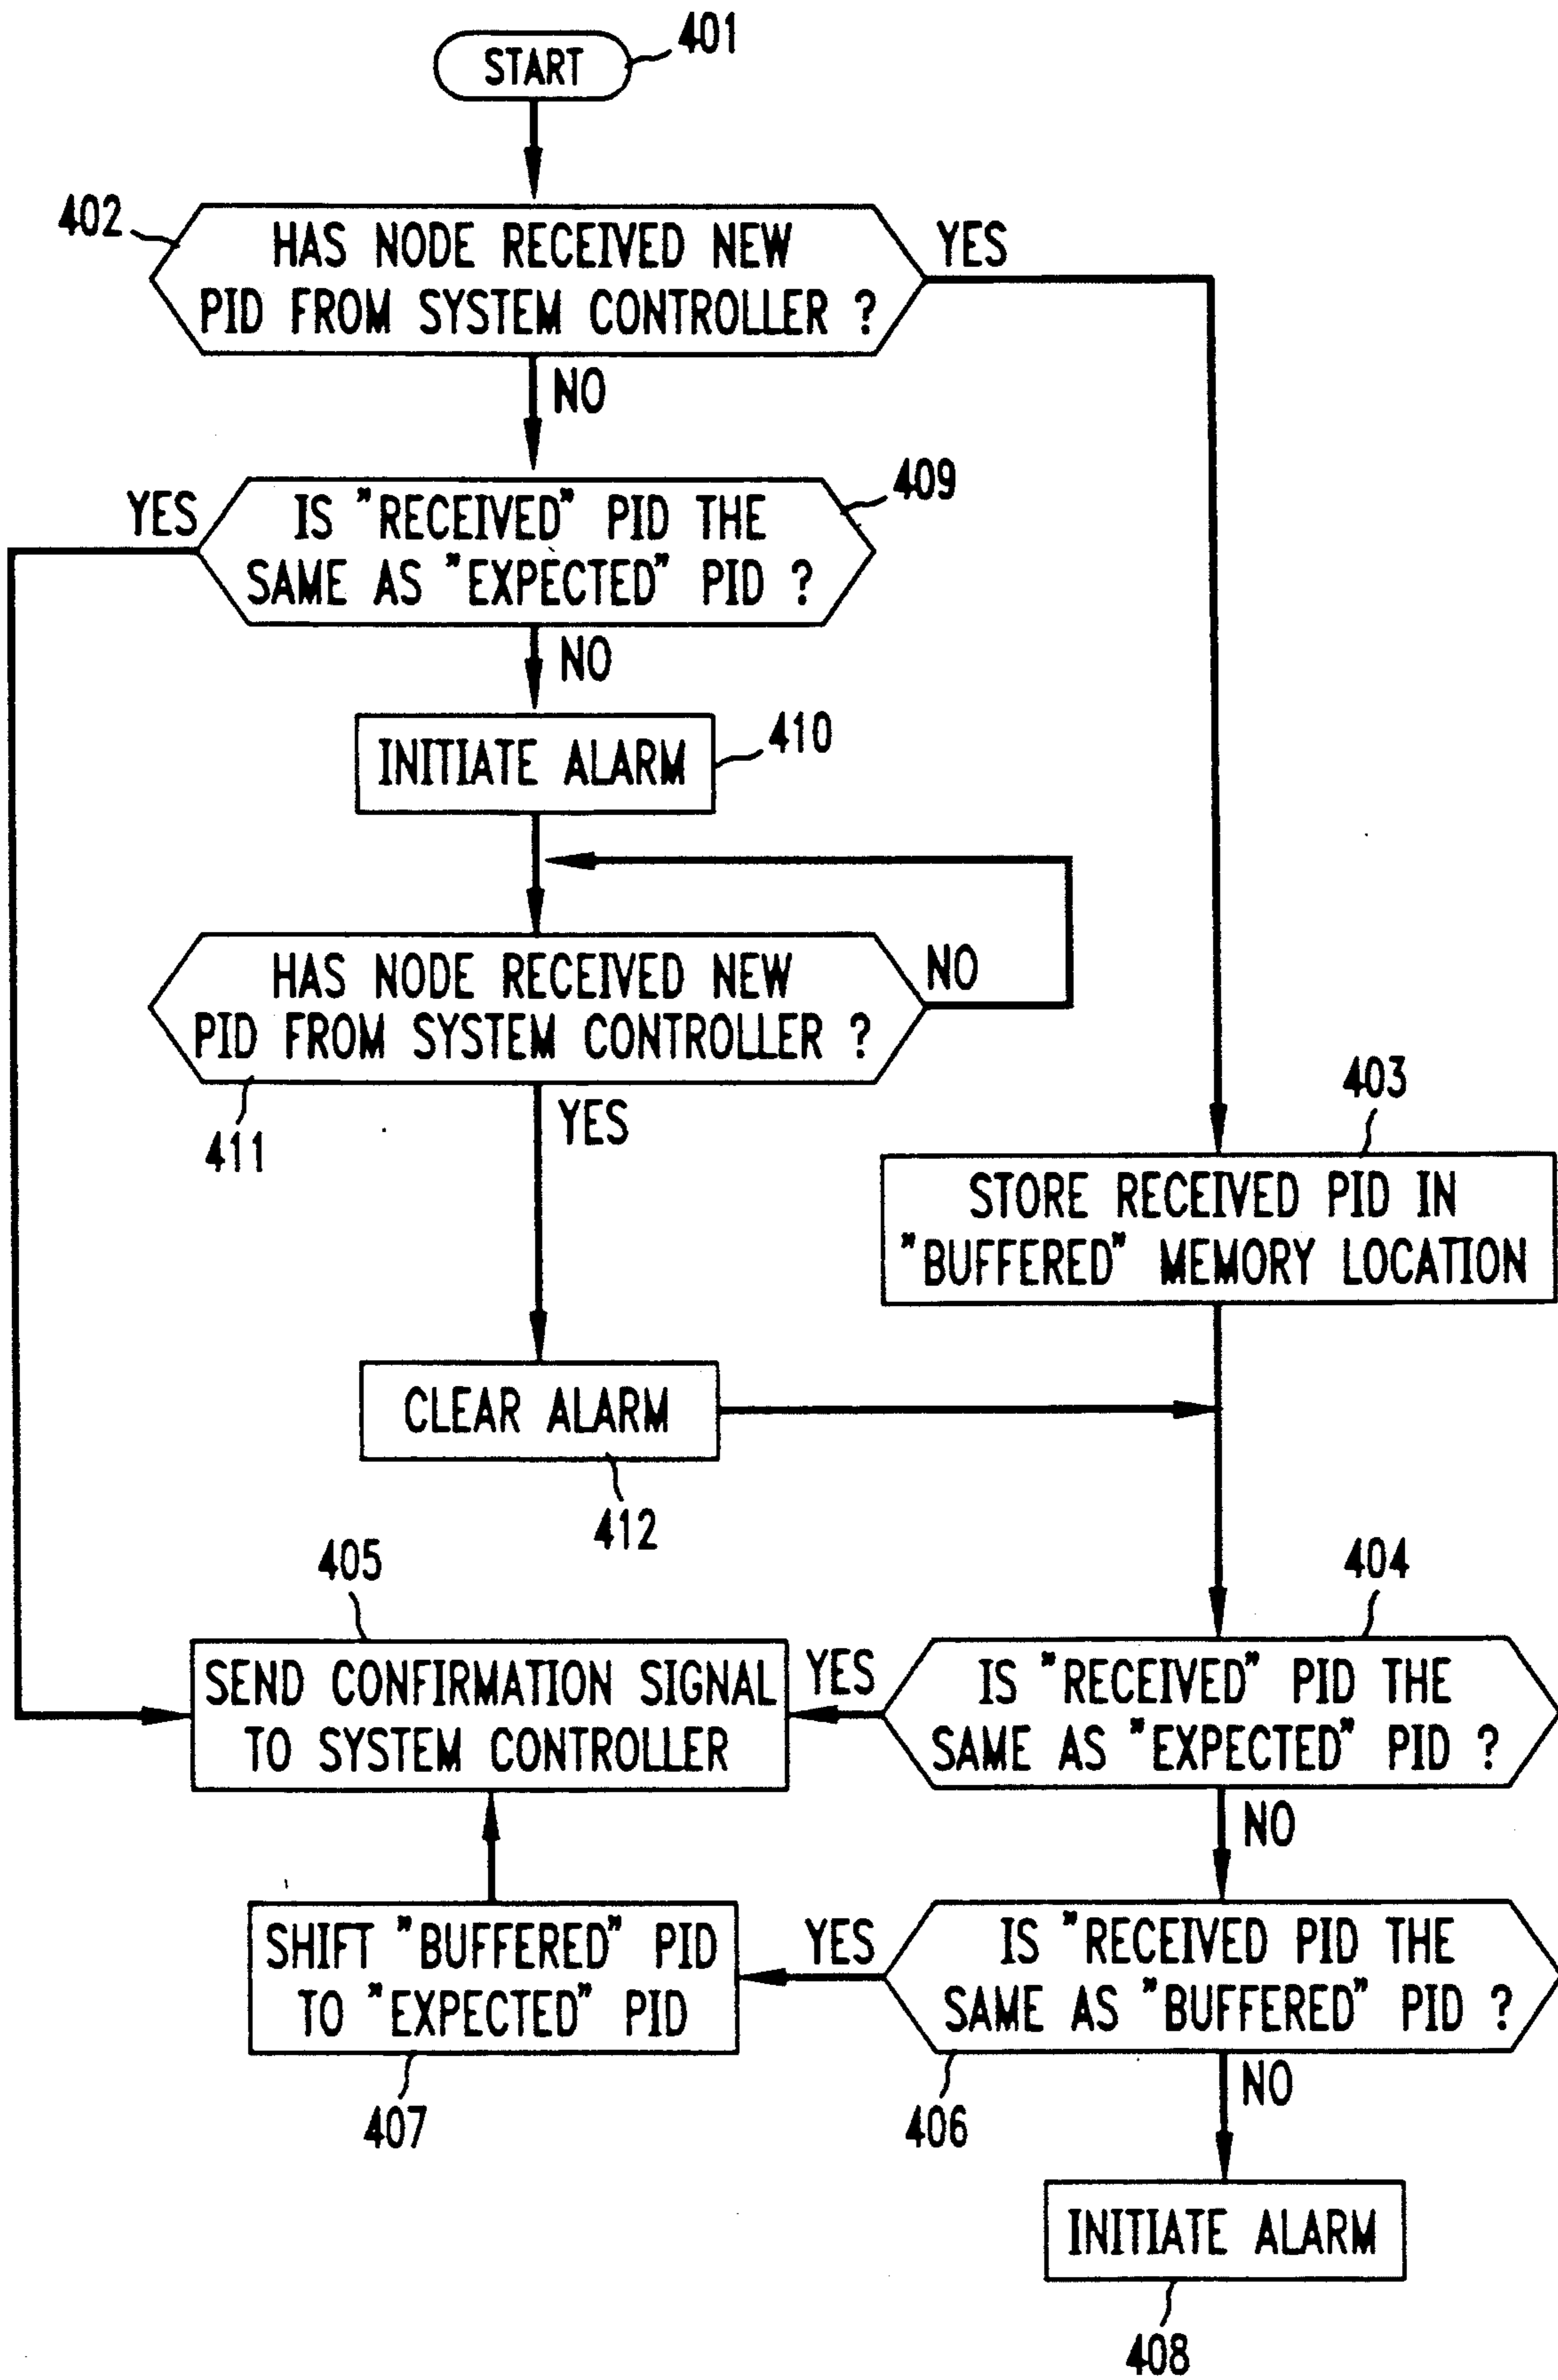 START
401
402
HAS NODE RECEIVED NEW
PID FROM SYSTEM CONTROLLER ?
YES
NO
409
YES
IS "RECEIVED" PID THE
SAME AS "EXPECTED" PID ?
NO
INITIATE ALARM
410
HAS NODE RECEIVED NEW
PID FROM SYSTEM CONTROLLER ?
NO
411
YES
403
STORE RECEIVED PID IN
"BUFFERED" MEMORY LOCATION
CLEAR ALARM
412
405
404
SEND CONFIRMATION SIGNAL
TO SYSTEM CONTROLLER
YES
IS "RECEIVED" PID THE
SAME AS "EXPECTED" PID ?
NO
SHIFT "BUFFERED" PID
TO "EXPECTED" PID
407
YES
IS "RECEIVED PID THE
SAME AS "BUFFERED" PID ?
406
NO
INITIATE ALARM
408